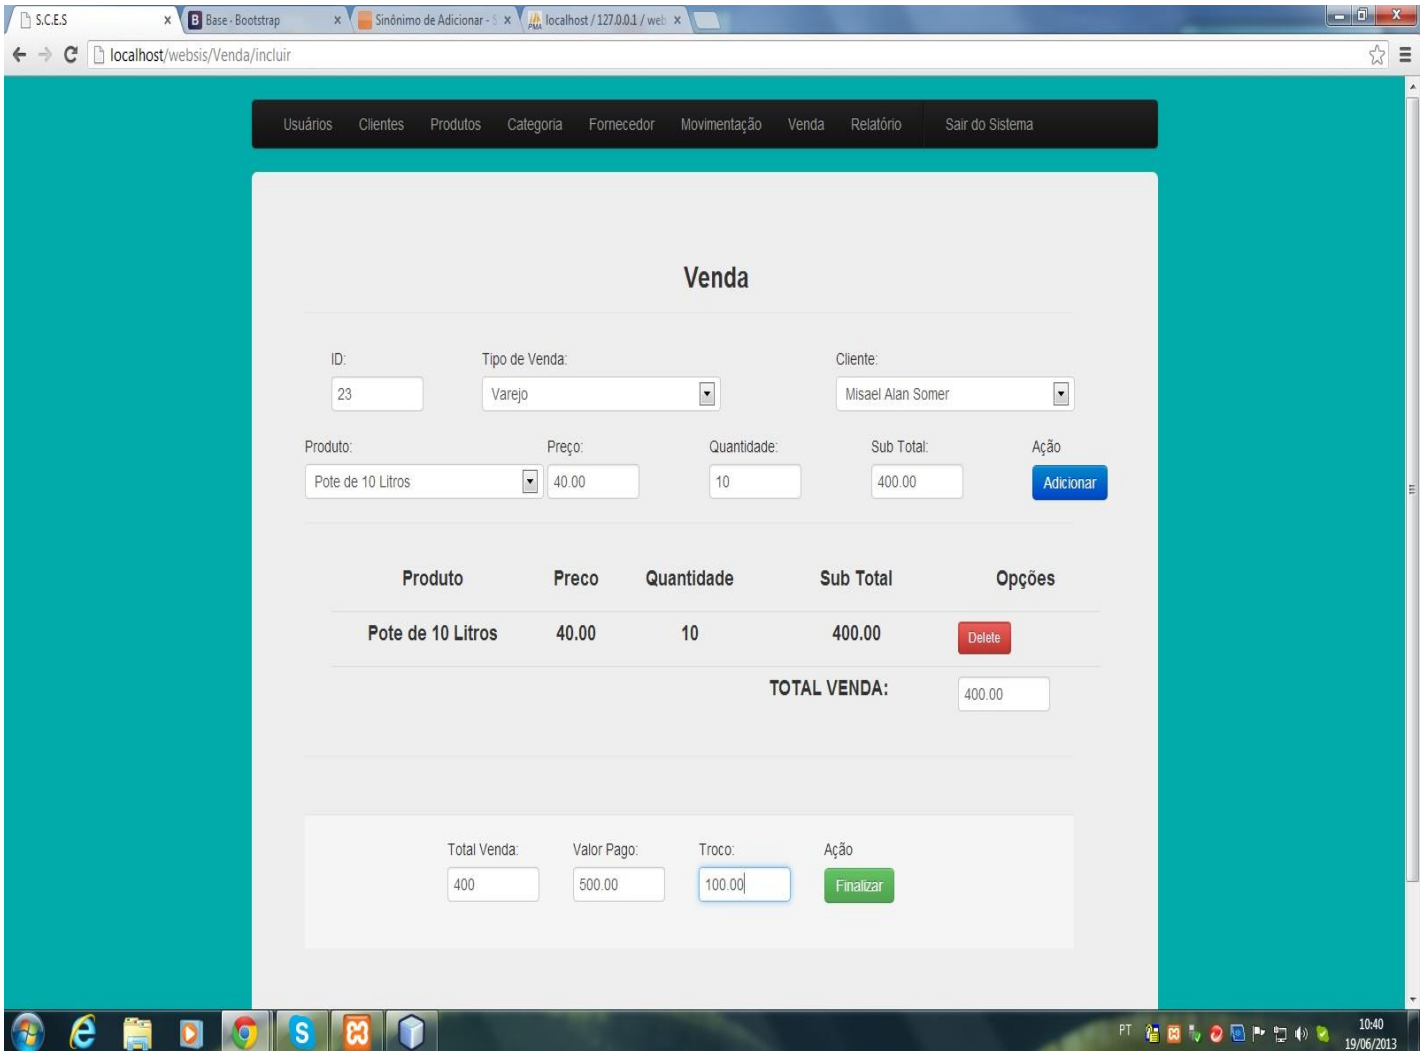 S.C.E.S
Base · Bootstrap
Sinônimo de Adicionar - S
localhost / 127.0.0.1 / web
localhost/websis/Venda/incluir
Usuários Clientes Produtos Categoria Fornecedor Movimentação Venda Relatório Sair do Sistema
Venda
ID: Tipo de Venda: Cliente:
23 Varejo Misael Alan Somer
Produto: Preço: Quantidade: Sub Total: Ação
Pote de 10 Litros 40.00 10 400.00 Adicionar
Produto Preco Quantidade Sub Total Opções
Pote de 10 Litros 40.00 10 400.00 Delete
TOTAL VENDA: 400.00
Total Venda: Valor Pago: Troco: Ação
400 500.00 100.00 Finalizar
PT 10:40
19/06/2013